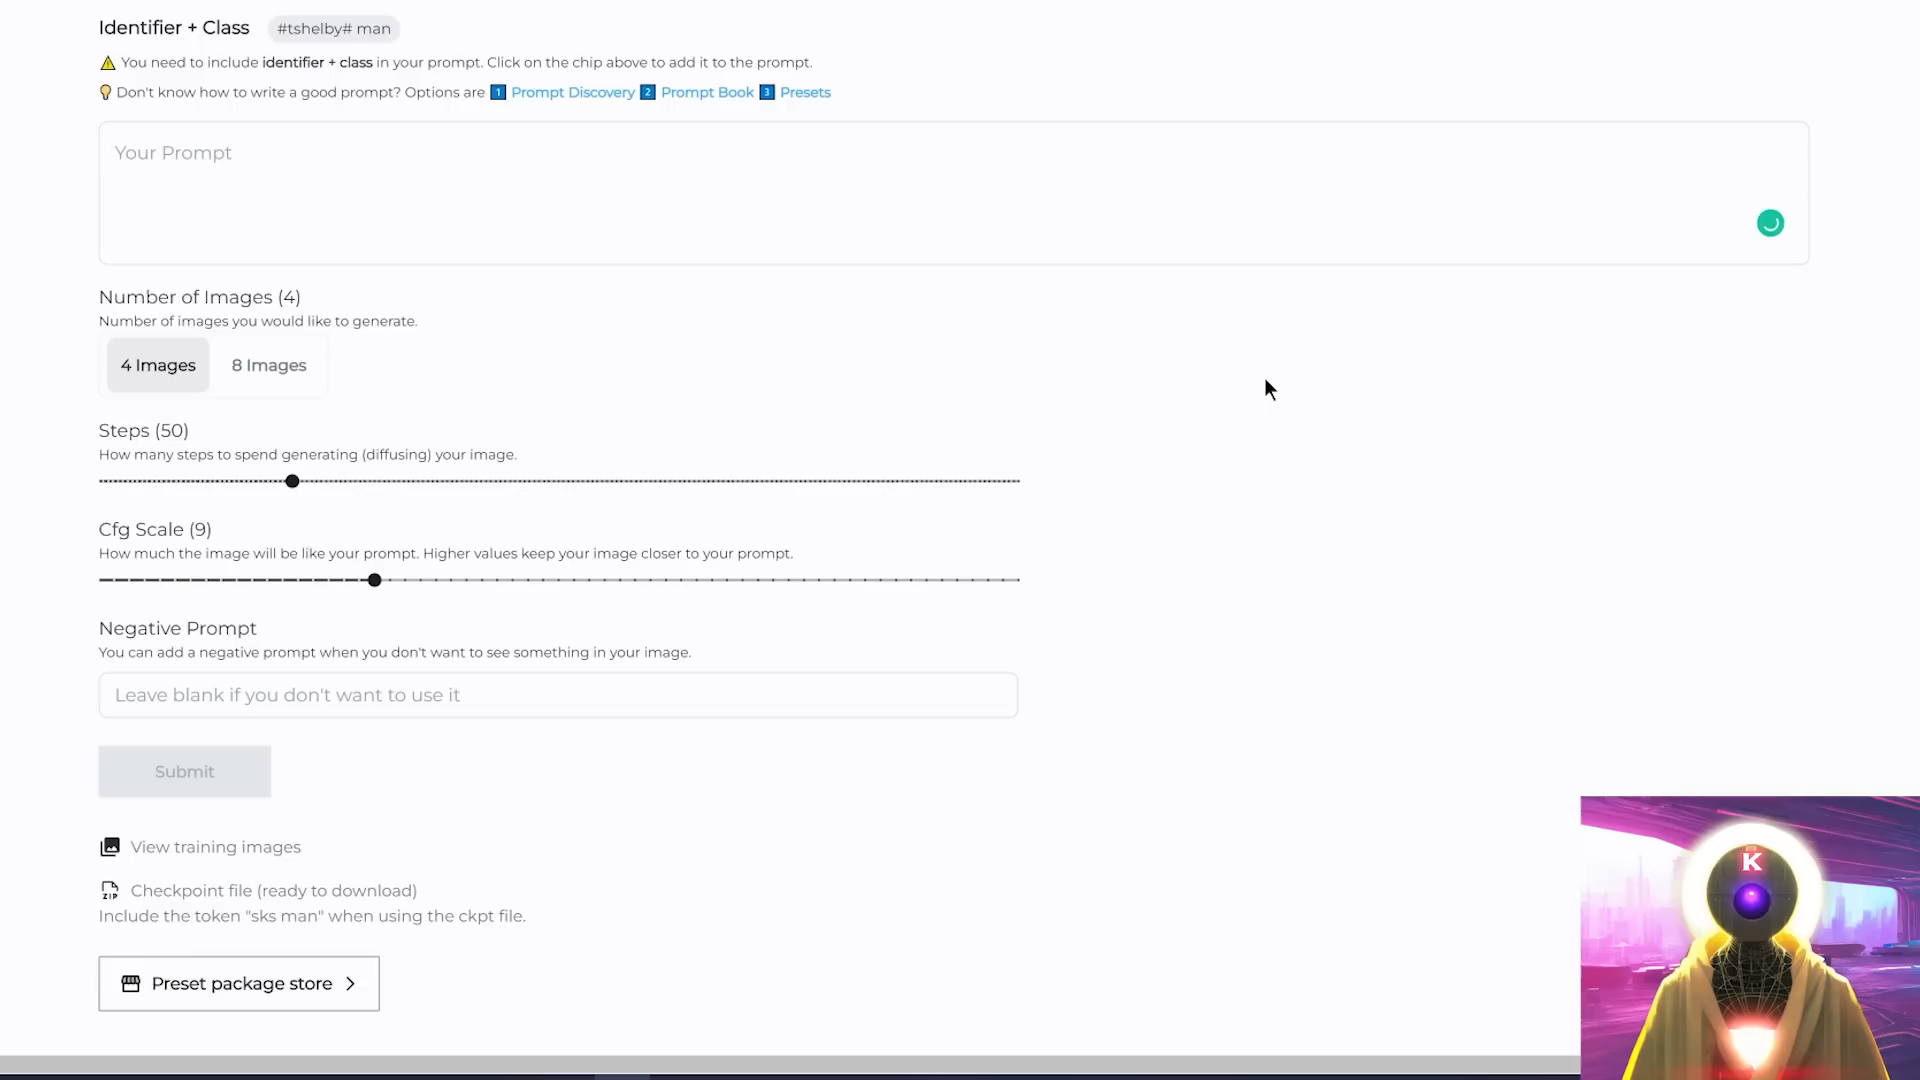 Identifier + Class #tshelby# man
You need to include identifier + class in your prompt. Click on the chip above to add it to the prompt.
Don't know how to write a good prompt? Options are 1 Prompt Discovery 2 Prompt Book 3 Presets
Your Prompt
Number of Images (4)
Number of images you would like to generate.
4 Images 8 Images
Steps (50)
How many steps to spend generating (diffusing) your image.
Cfg Scale (9)
How much the image will be like your prompt. Higher values keep your image closer to your prompt.
Negative Prompt
You can add a negative prompt when you don't want to see something in your image.
Leave blank if you don't want to use it
Submit
View training images
ZIP Checkpoint file (ready to download)
Include the token "sks man" when using the ckpt file.
Preset package store
K